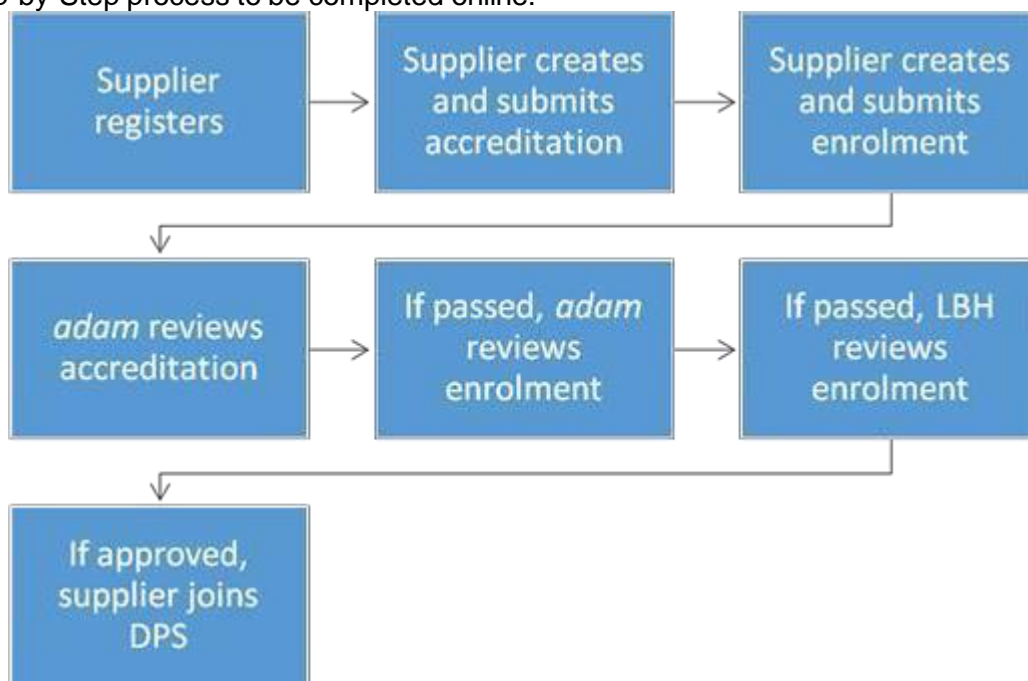 by Step process to be completed online.
Supplier
registers
Supplier creates
and submits
accreditation
Supplier creates
and submits
enrolment
adam reviews
accreditation
If passed, adam
reviews
enrolment
If passed, LBH
reviews
enrolment
If approved,
supplier joins
DPS